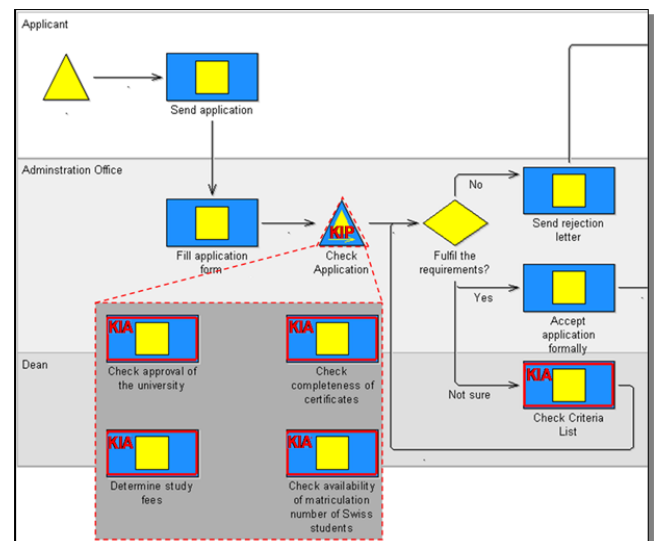 Applicant
Send application
Adminstration Office
No
Send rejection
letter
Fill application
form
KIP
Check
Application
Fulfil the
requirements?
Yes
Accept
application
formally
KIA
Check approval of
the university
KIA
Check
completeness of
certificates
Dean
Not sure
KIA
Check Criteria
List
KIA
Determine study
fees
KIA
Check availability
of matriculation
number of Swiss
students